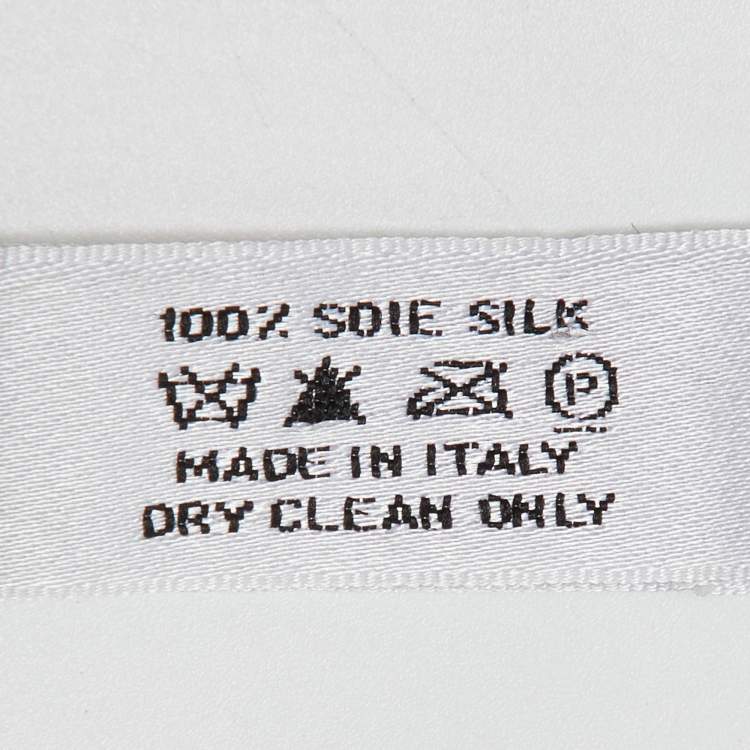 100% SOIE SILK
P
MADE IN ITALY
DRY CLEAN ONLY